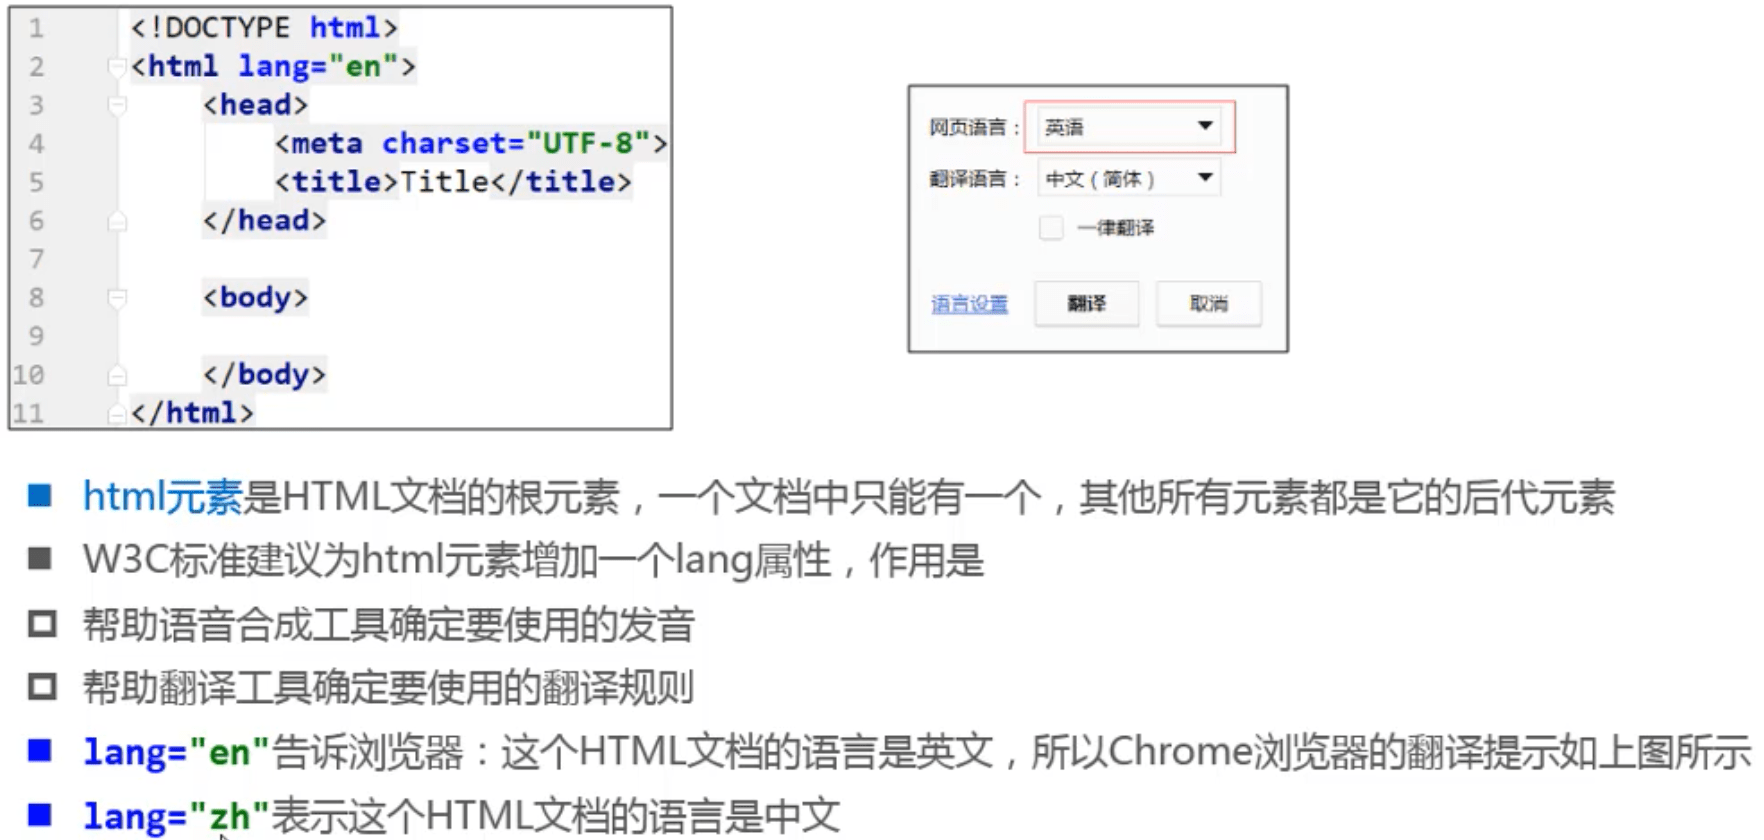 1 <!DOCTYPE html>
2 <html lang="en">
3 <head>
4 <meta charset="UTF-8">
5 <title>Title</title>
6 </head>
7
8 <body>
9
10 </body>
11 </html>
网页语言： 英语
翻译语言： 中文（简体）
一律翻译
语言设置 翻译 取消
html元素是HTML文档的根元素，一个文档中只能有一个，其他所有元素都是它的后代元素
W3C标准建议为html元素增加一个lang属性，作用是
帮助语音合成工具确定要使用的发音
帮助翻译工具确定要使用的翻译规则
lang="en"告诉浏览器：这个HTML文档的语言是英文，所以Chrome浏览器的翻译提示如上图所示
lang="zh"表示这个HTML文档的语言是中文